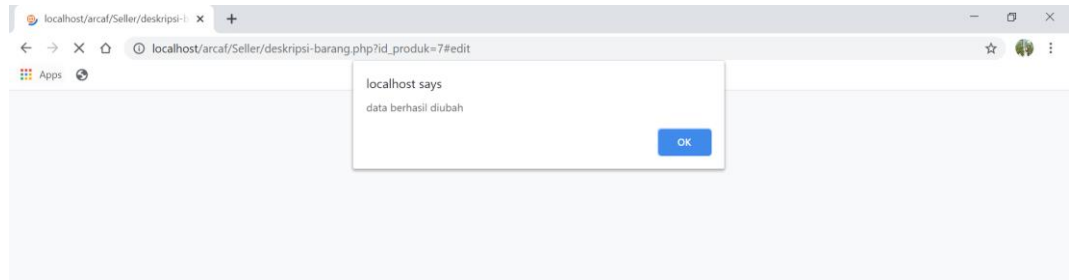 localhost/arcaf/Seller/deskripsi-b
localhost/arcaf/Seller/deskripsi-barang.php?id_produk=7#edit
Apps
localhost says
data berhasil diubah
OK